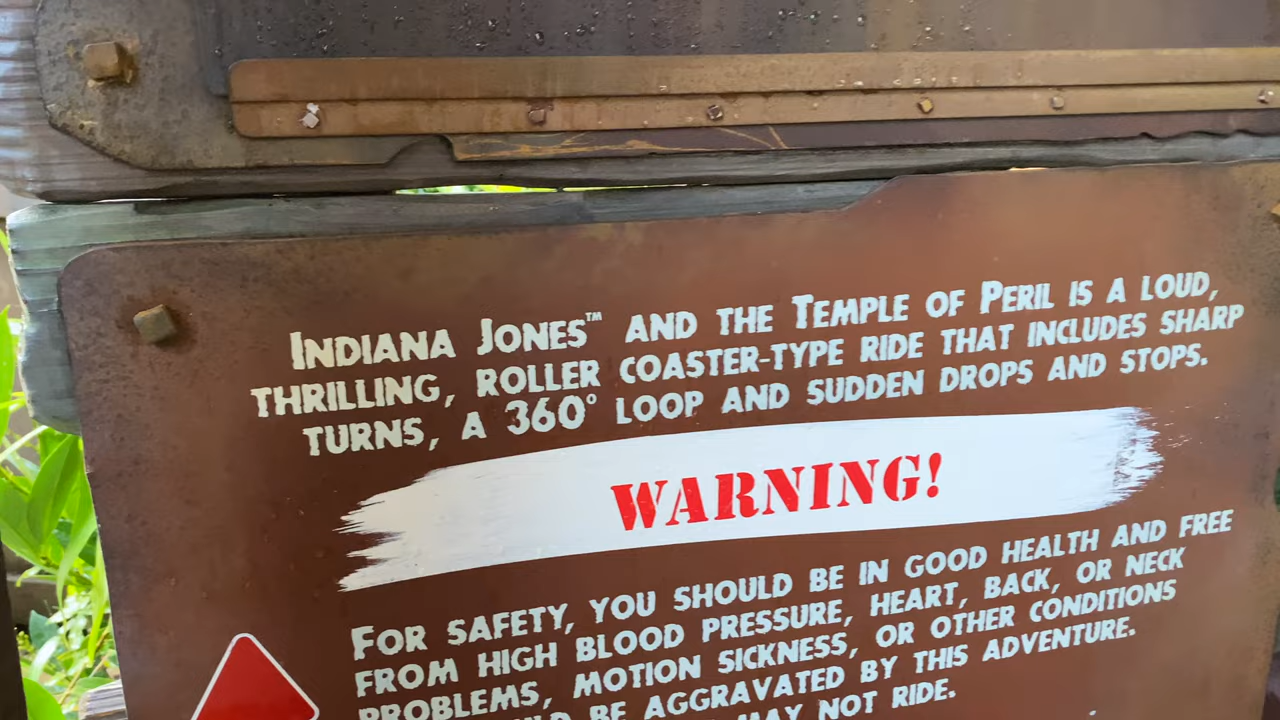 Indiana Jones™ and the Temple of Peril is a loud,
thrilling, roller coaster-type ride that includes sharp
turns, a 360° loop and sudden drops and stops.
WARNING!
For safety, you should be in good health and free
from high blood pressure, heart, back, or neck
problems, motion sickness, or other conditions
be aggravated by this adventure.
may not ride.